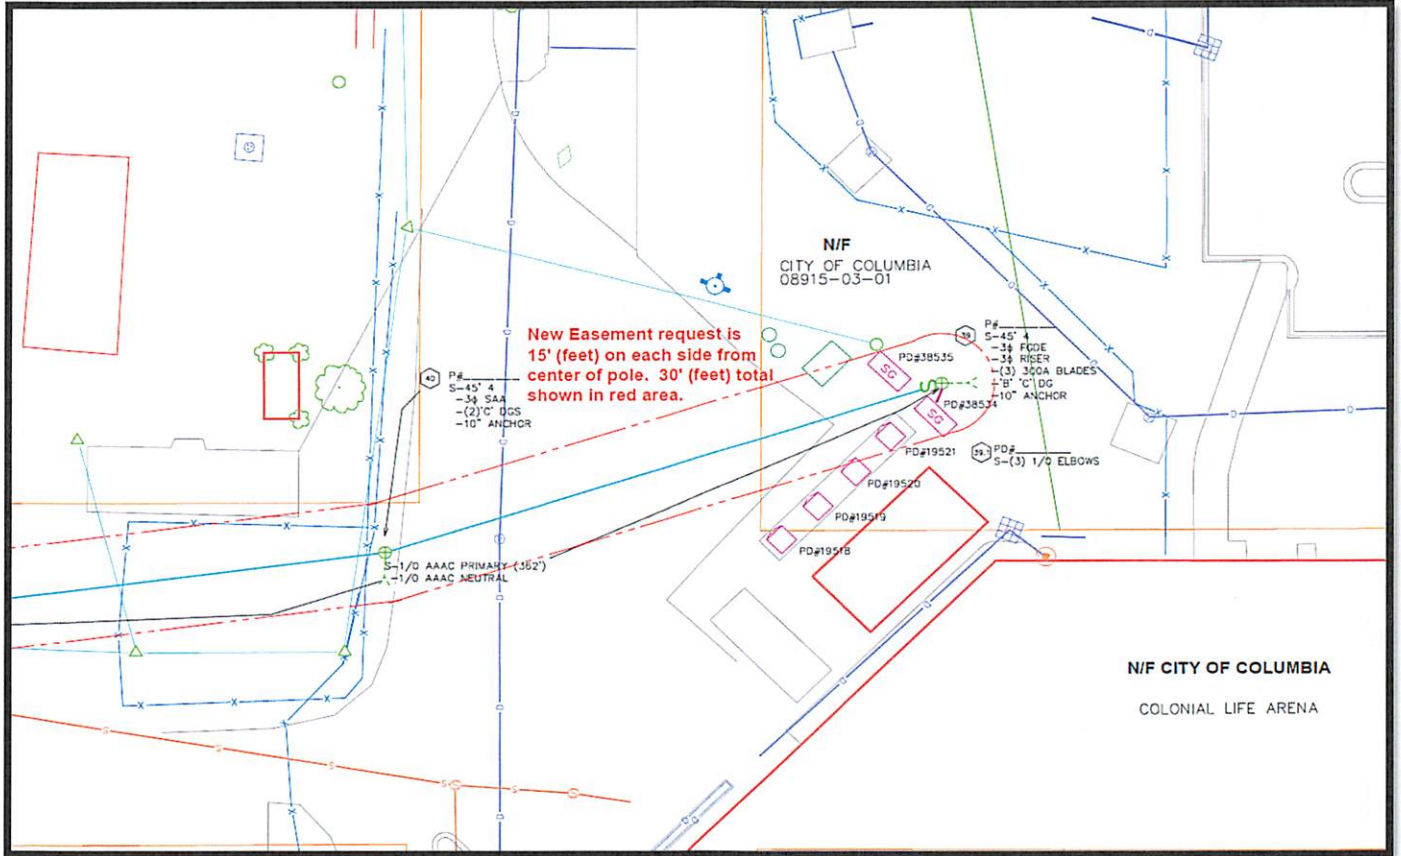 N/F
CITY OF COLUMBIA
08915-03-01
New Easement request is
15' (feet) on each side from
center of pole. 30' (feet) total
shown in red area.
40
P#
S-45' 4
-3ϕ SAA
-(2)"C" DGS
-10" ANCHOR
39
P#
S-45' 4
-3ϕ FGDE
-3ϕ RISER
-(3) 300A BLADES
-"B" "C" DG
-10" ANCHOR
PD#38535
SG
S
PD#38534
SG
39.1
PD#
S-(3) 1/0 ELBOWS
PD#19521
PD#19520
PD#19519
PD#19518
S-1/0 AAAC PRIMARY (362')
-1/0 AAAC NEUTRAL
N/F CITY OF COLUMBIA
COLONIAL LIFE ARENA